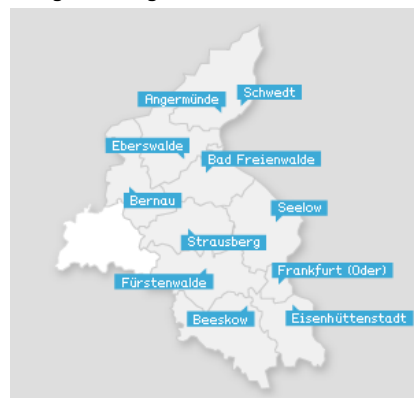 Schwedt
Angermünde
Eberswalde
Bad Freienwalde
Bernau
Seelow
Strausberg
Frankfurt (Oder)
Fürstenwalde
Beeskow
Eisenhüttenstadt